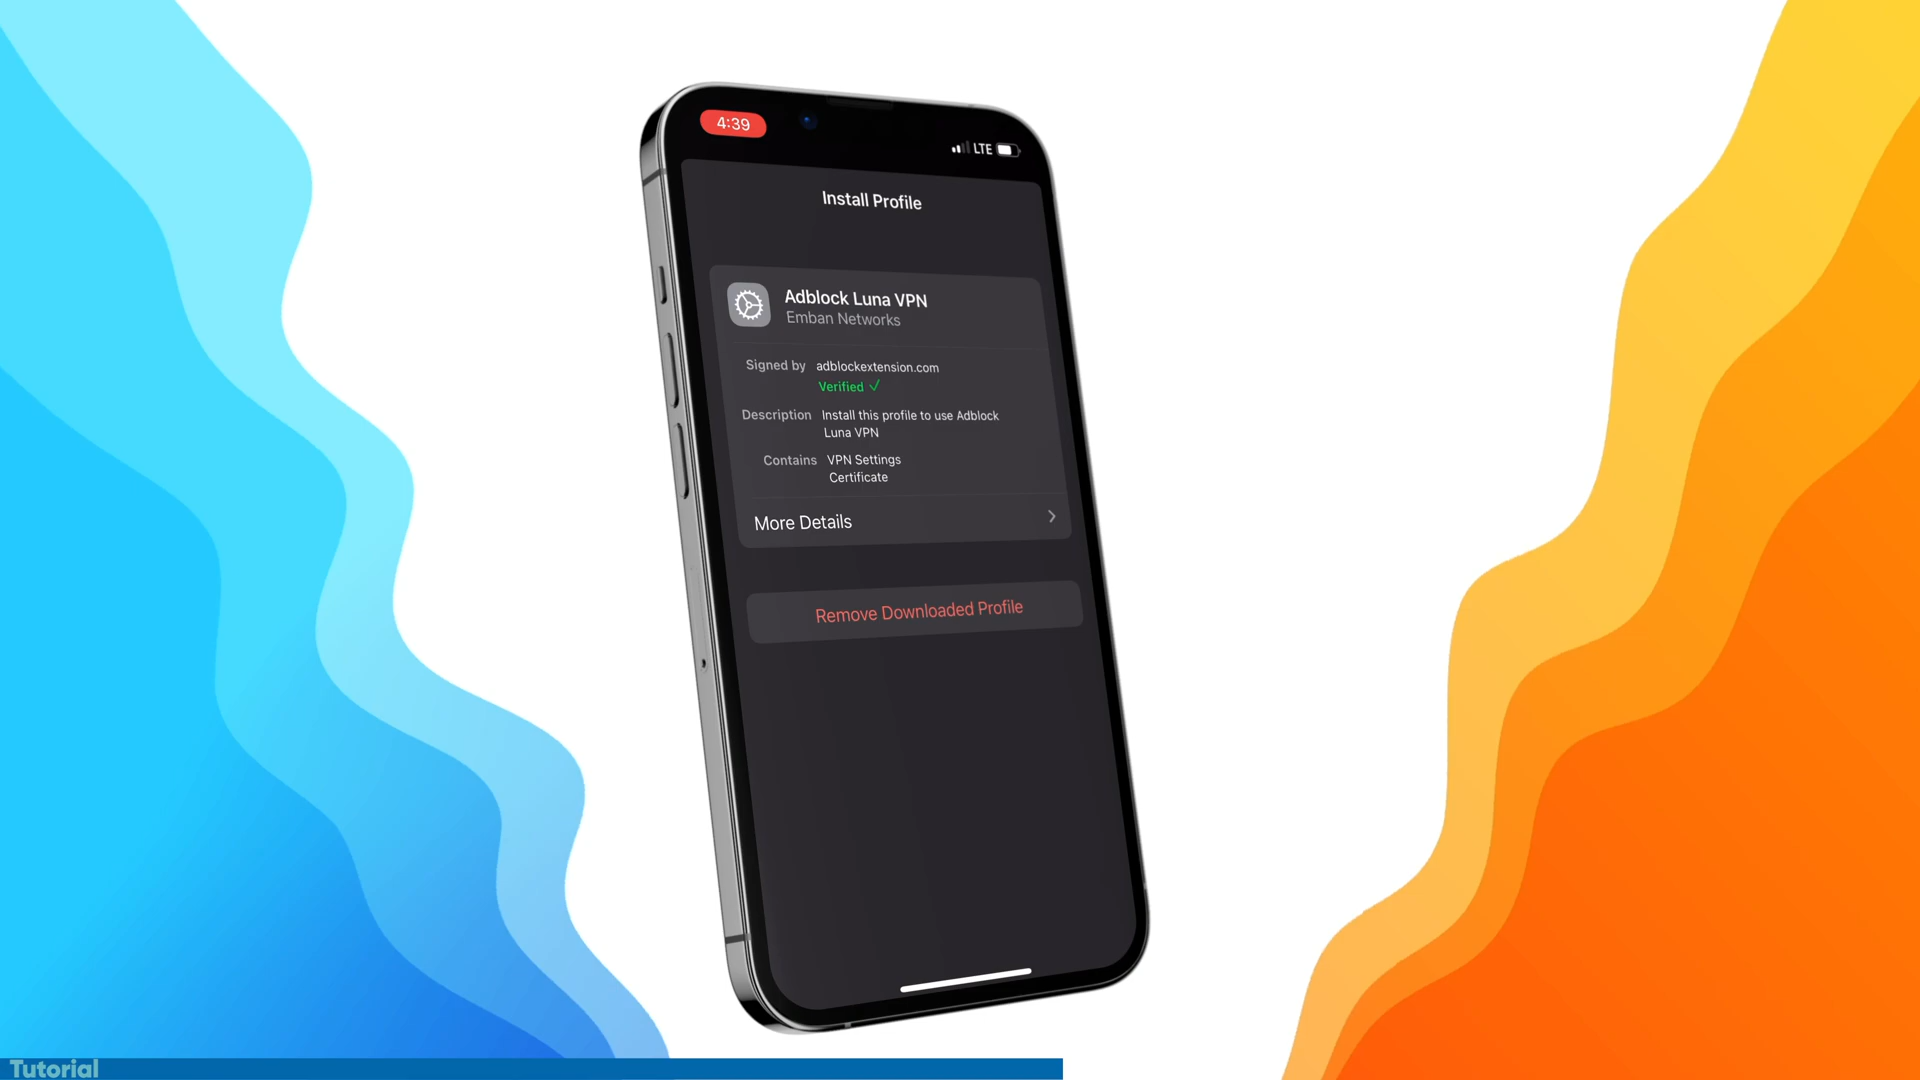 4:39
LTE
Install Profile
Adblock Luna VPN
Emban Networks
Signed by adblockextension.com
Verified ✓
Description Install this profile to use Adblock
Luna VPN
Contains VPN Settings
Certificate
More Details
Remove Downloaded Profile
Tutorial